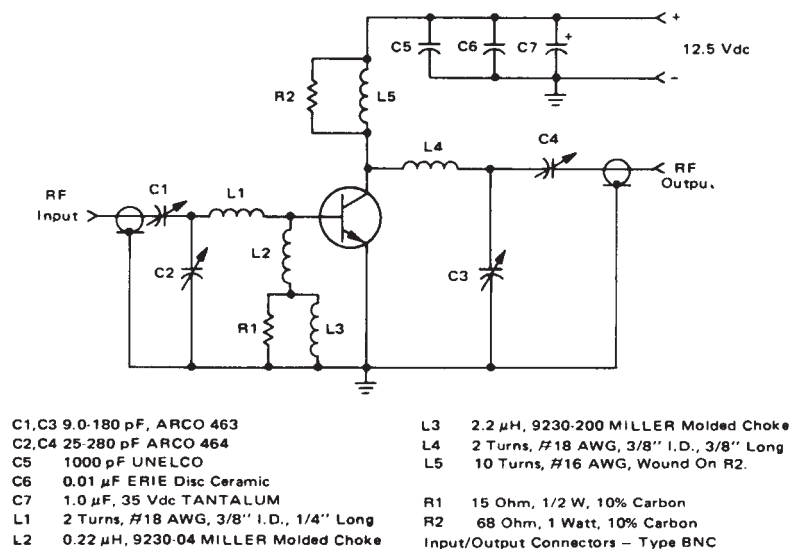 +
C5 C6 C7 +
12.5 Vdc
−
R2 L5
C4
L4
RF
Output
RF
Input
C1
L1
L2
C2
C3
R1 L3
C1,C3 9.0-180 pF, ARCO 463
C2,C4 25-280 pF ARCO 464
C5 1000 pF UNELCO
C6 0.01 µF ERIE Disc Ceramic
C7 1.0 µF, 35 Vdc TANTALUM
L1 2 Turns, #18 AWG, 3/8" I.D., 1/4" Long
L2 0.22 µH, 9230-04 MILLER Molded Choke
L3 2.2 µH, 9230-200 MILLER Molded Choke
L4 2 Turns, #18 AWG, 3/8" I.D., 3/8" Long
L5 10 Turns, #16 AWG, Wound On R2.
R1 15 Ohm, 1/2 W, 10% Carbon
R2 68 Ohm, 1 Watt, 10% Carbon
Input/Output Connectors – Type BNC